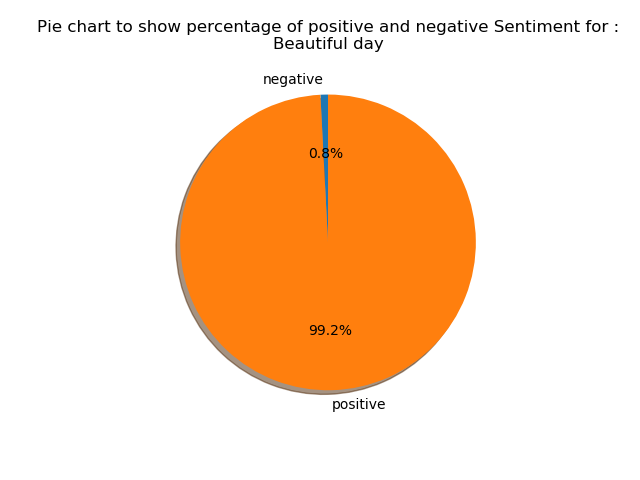 Pie chart to show percentage of positive and negative Sentiment for :
Beautiful day
negative
0.8%
99.2%
positive